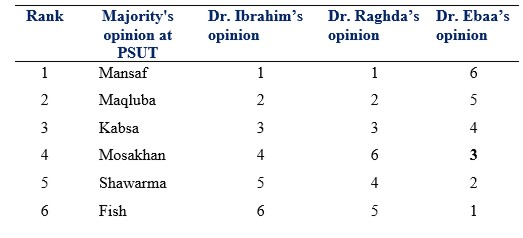 Rank Majority's opinion at PSUT Dr. Ibrahim’s opinion Dr. Raghda’s opinion Dr. Ebaa’s opinion
1 Mansaf 1 1 6
2 Maqluba 2 2 5
3 Kabsa 3 3 4
4 Mosakhan 4 6 3
5 Shawarma 5 4 2
6 Fish 6 5 1